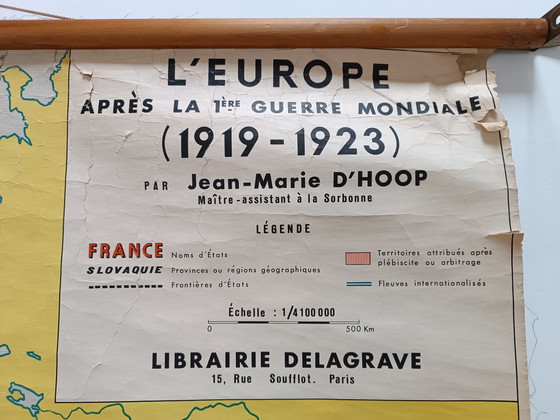 L'EUROPE
APRÈS LA 1ÈRE GUERRE MONDIALE
(1919-1923)
PAR Jean-Marie D'HOOP
Maître-assistant à la Sorbonne
LÉGENDE
FRANCE Noms d'États
SLOVAQUIE Provinces ou régions géographiques
Frontières d'États
Territoires attribués après
plébiscite ou arbitrage
Fleuves internationalisés
Échelle : 1/4100000
0 500 Km
LIBRAIRIE DELAGRAVE
15, Rue Soufflot. Paris